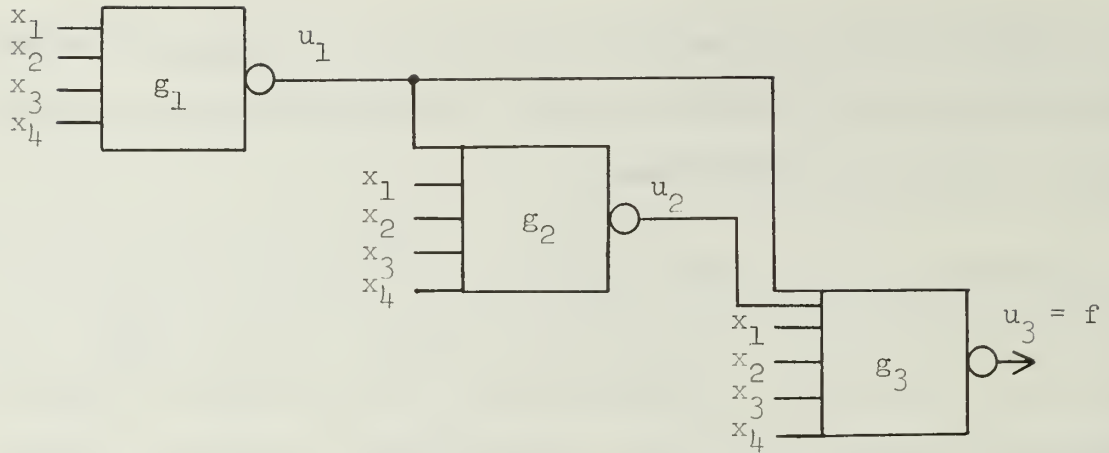 x₁
x₂
x₃
x₄
g₁
u₁
x₁
x₂
x₃
x₄
g₂
u₂
x₁
x₂
x₃
x₄
g₃
u₃ = f